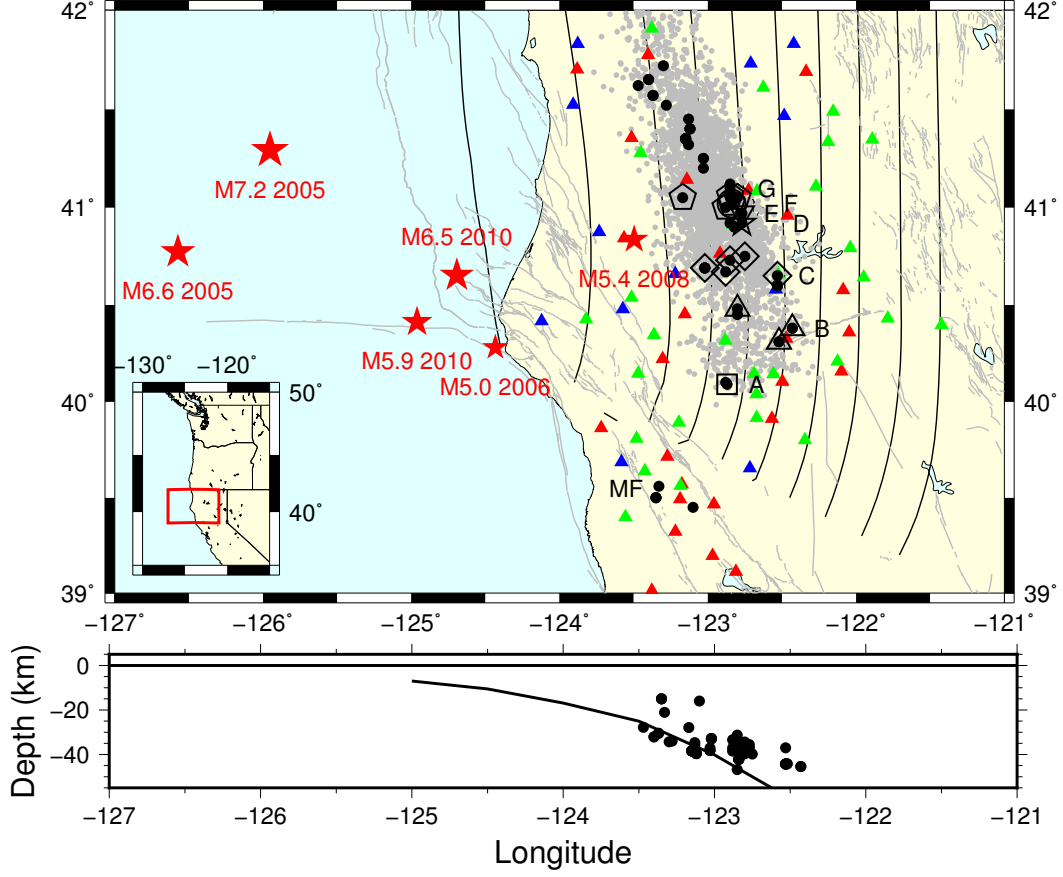 42˚ 42˚
M7.2 2005
G
F
41˚ E 41˚
D
M6.5 2010
M5.4 2008
C
M6.6 2005
B
M5.9 2010
−130˚ −120˚
M5.0 2006
A
50˚
40˚ 40˚
MF
40˚
39˚ 39˚
−127˚ −126˚ −125˚ −124˚ −123˚ −122˚ −121˚
0
−20
−40
Depth (km)
−127 −126 −125 −124 −123 −122 −121
Longitude